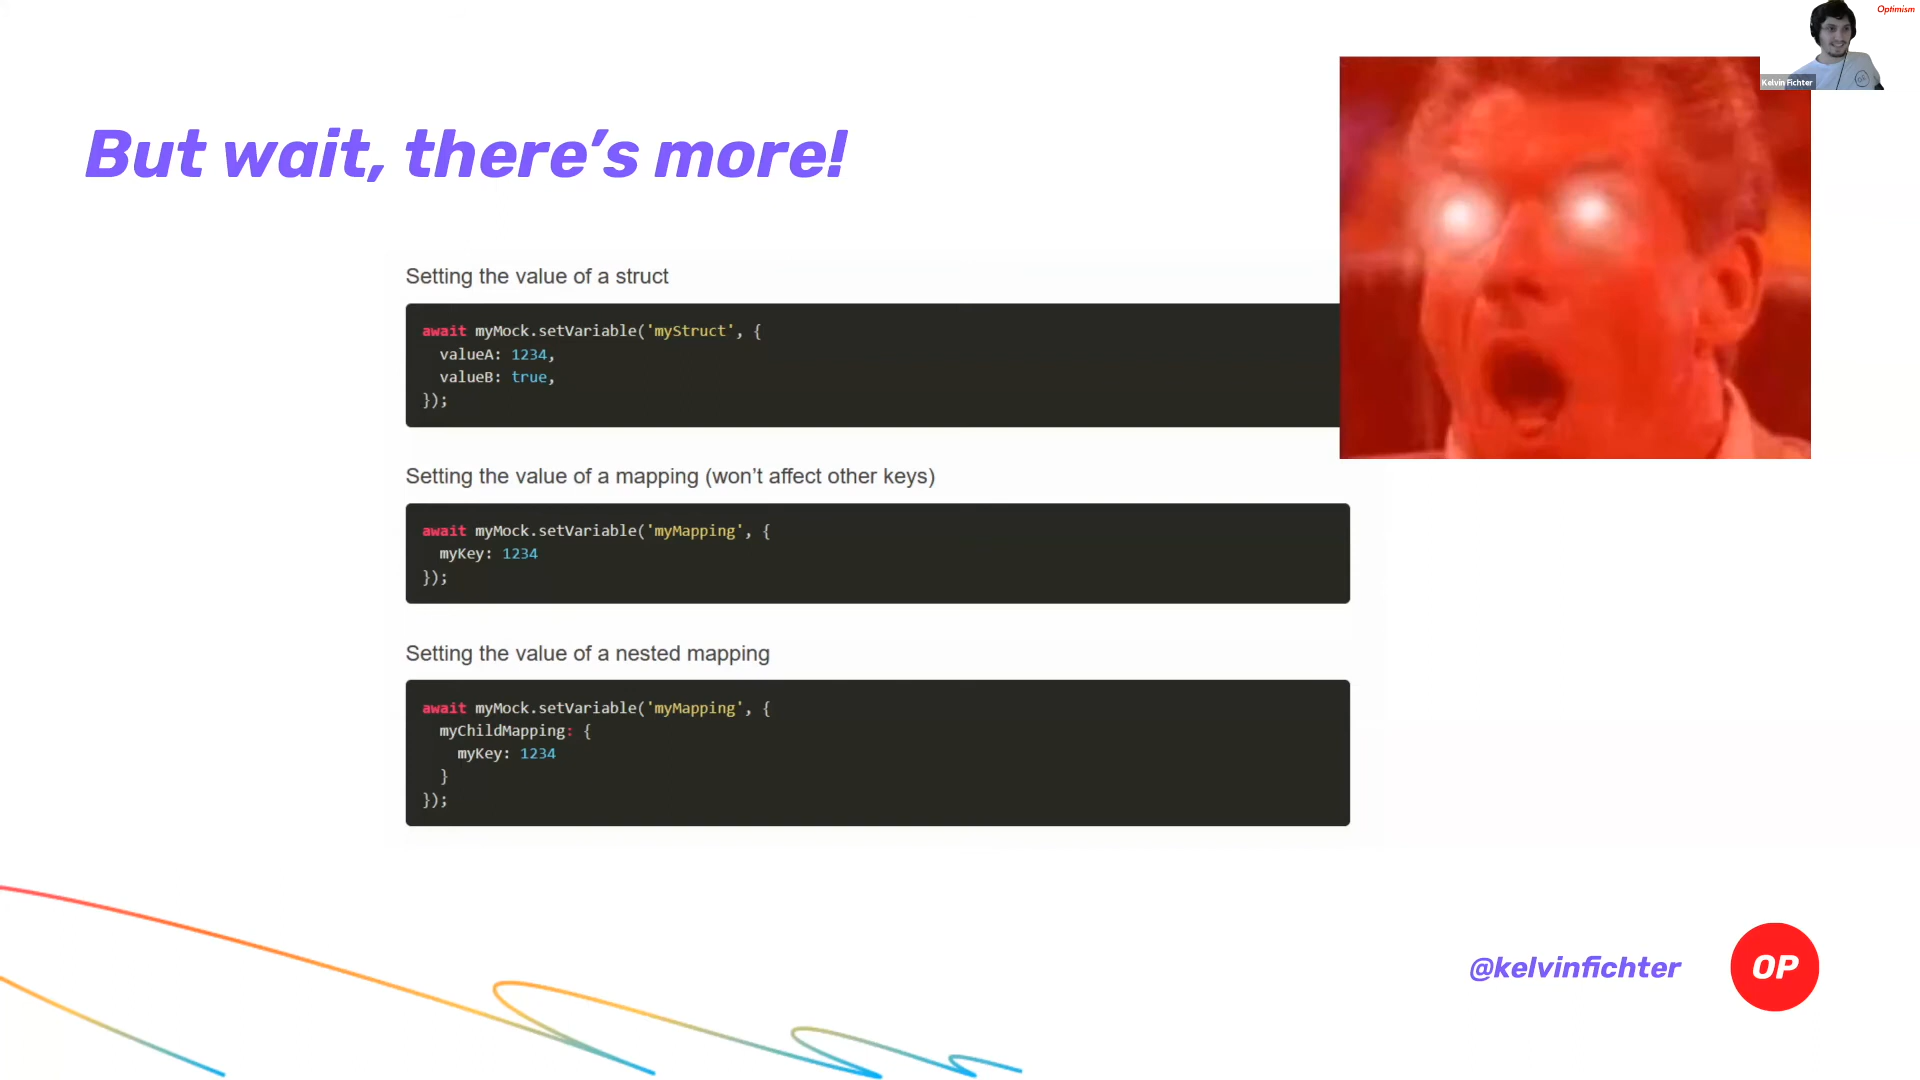 Optimism
Kelvin Fichter
But wait, there’s more!
Setting the value of a struct
await myMock.setVariable('myStruct', {
  valueA: 1234,
  valueB: true,
});
Setting the value of a mapping (won’t affect other keys)
await myMock.setVariable('myMapping', {
  myKey: 1234
});
Setting the value of a nested mapping
await myMock.setVariable('myMapping', {
  myChildMapping: {
    myKey: 1234
  }
});
@kelvinfichter
OP